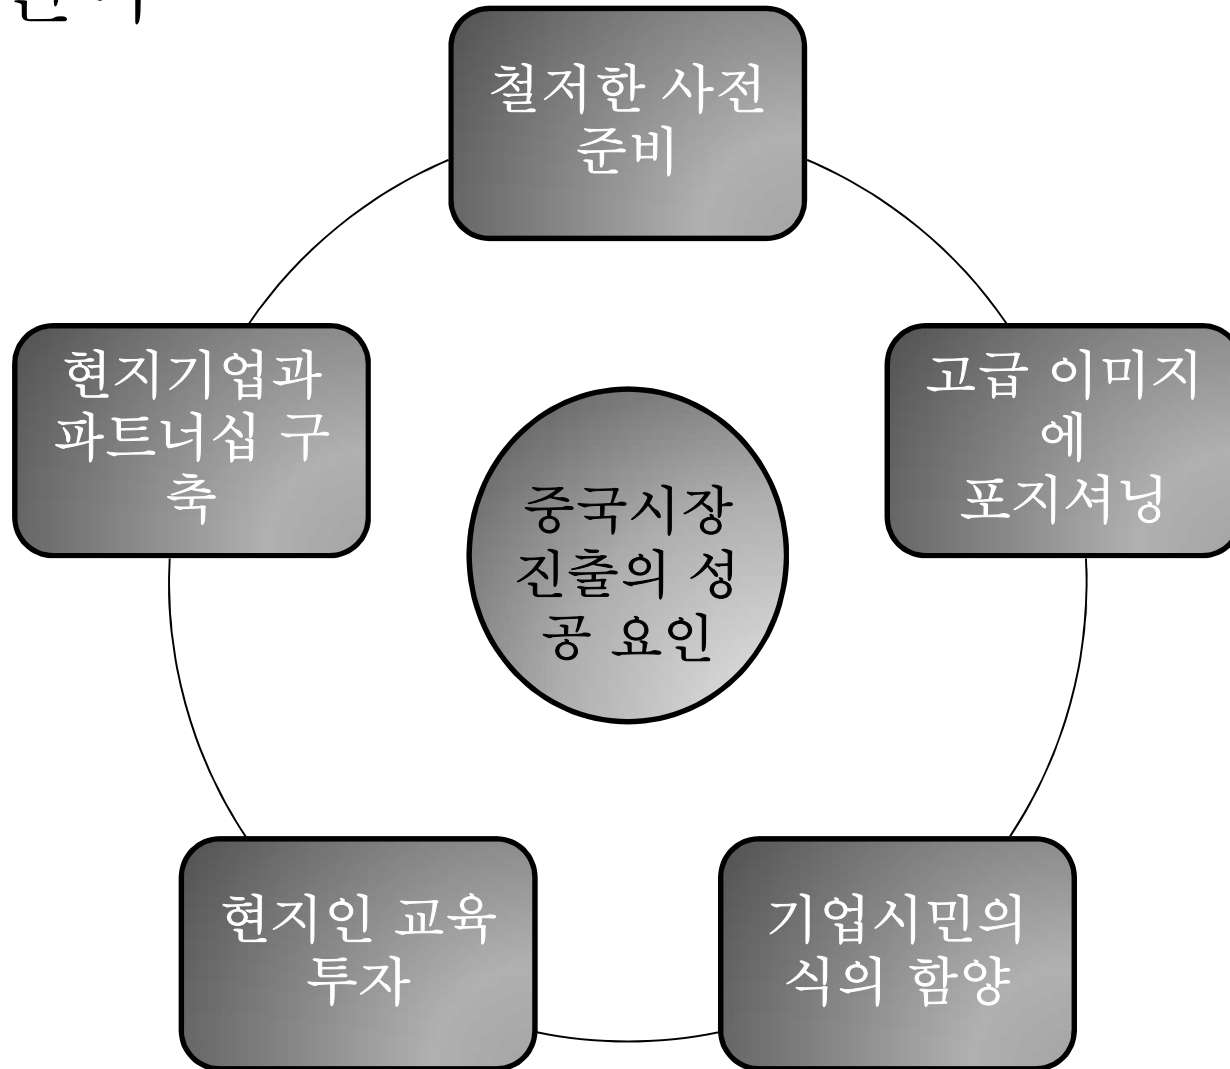 철저한 사전
준비
현지기업과
파트너십 구
축
고급 이미지
에
포지셔닝
중국시장
진출의 성
공 요인
현지인 교육
투자
기업시민의
식의 함양